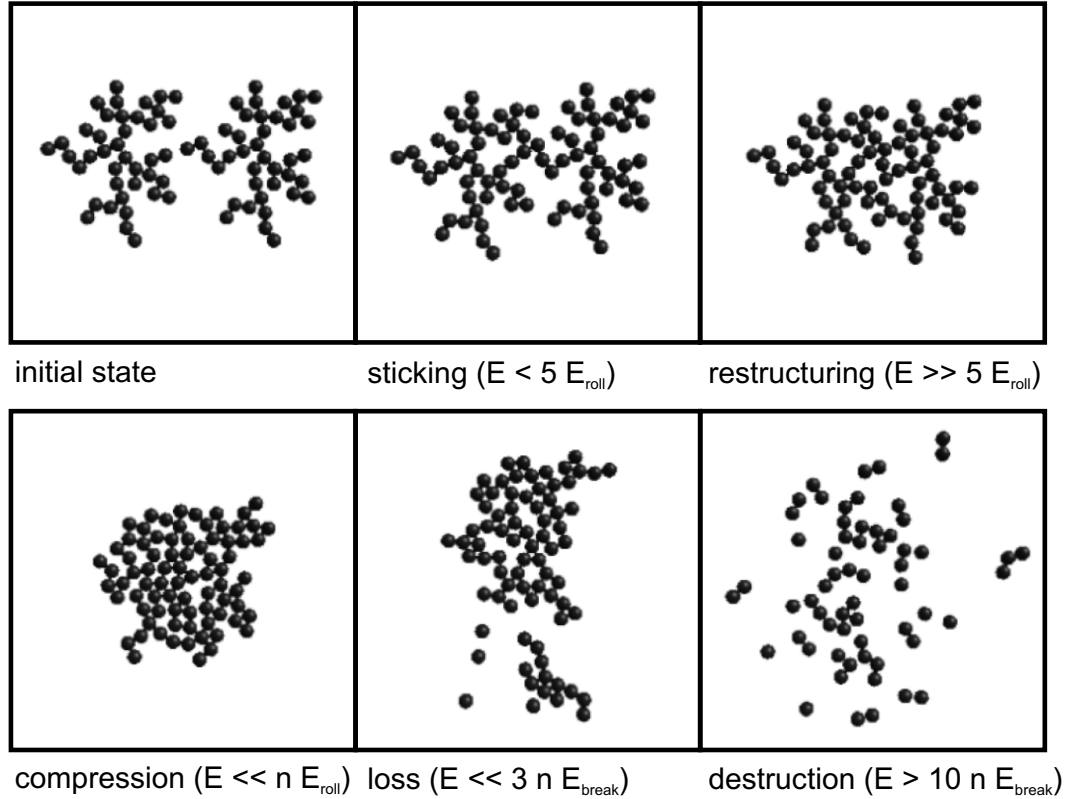 initial state
sticking (E < 5 E_roll)
restructuring (E >> 5 E_roll)
compression (E << n E_roll)
loss (E << 3 n E_break)
destruction (E > 10 n E_break)